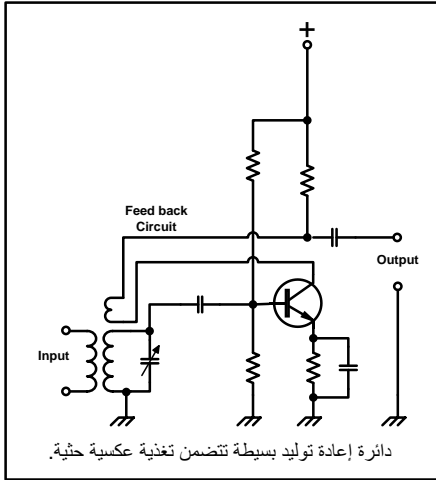 +
Feed back
Circuit
Output
Input
دائرة إعادة توليد بسيطة تتضمن تغذية عكسية حثية.